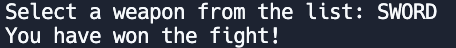 Select a weapon from the list: SWORD
You have won the fight!